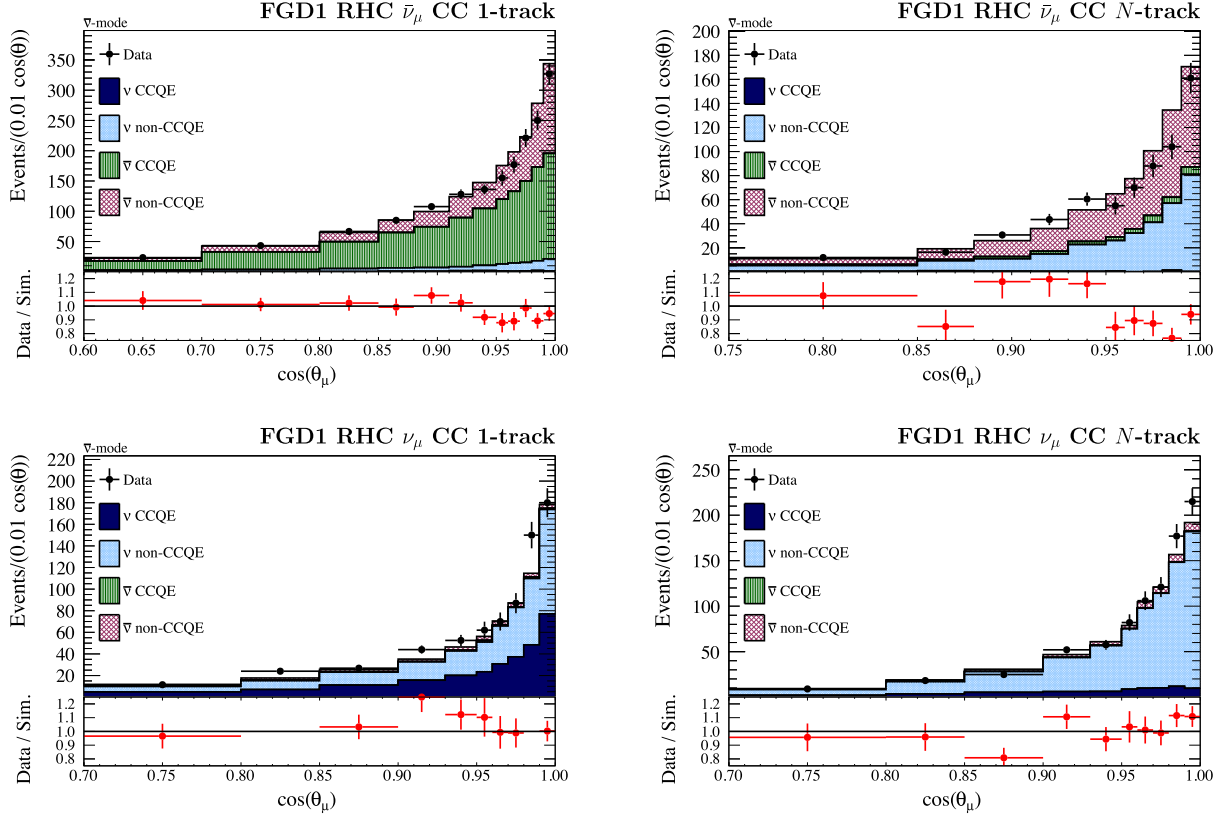 FGD1 RHC ν̄μ CC 1-track
ν̄-mode
Events/(0.01 cos(θ))
350
300
250
200
150
100
50
Data
ν CCQE
ν non-CCQE
ν̄ CCQE
ν̄ non-CCQE
Data / Sim.
1.2
1.1
1.0
0.9
0.8
0.60 0.65 0.70 0.75 0.80 0.85 0.90 0.95 1.00
cos(θμ)
FGD1 RHC ν̄μ CC N-track
ν̄-mode
Events/(0.01 cos(θ))
200
180
160
140
120
100
80
60
40
20
Data
ν CCQE
ν non-CCQE
ν̄ CCQE
ν̄ non-CCQE
Data / Sim.
1.2
1.1
1.0
0.9
0.8
0.75 0.80 0.85 0.90 0.95 1.00
cos(θμ)
FGD1 RHC νμ CC 1-track
ν̄-mode
Events/(0.01 cos(θ))
220
200
180
160
140
120
100
80
60
40
20
Data
ν CCQE
ν non-CCQE
ν̄ CCQE
ν̄ non-CCQE
Data / Sim.
1.2
1.1
1.0
0.9
0.8
0.70 0.75 0.80 0.85 0.90 0.95 1.00
cos(θμ)
FGD1 RHC νμ CC N-track
ν̄-mode
Events/(0.01 cos(θ))
250
200
150
100
50
Data
ν CCQE
ν non-CCQE
ν̄ CCQE
ν̄ non-CCQE
Data / Sim.
1.2
1.1
1.0
0.9
0.8
0.70 0.75 0.80 0.85 0.90 0.95 1.00
cos(θμ)